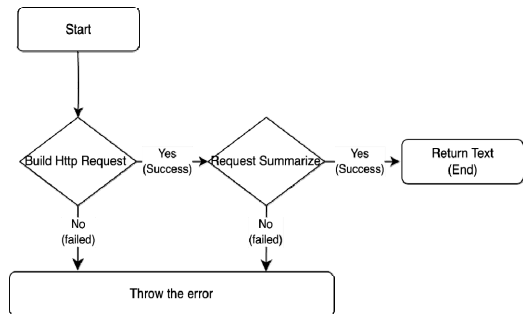 Start
Build Http Request
Yes
(Success)
Request Summarize
Yes
(Success)
Return Text
(End)
No
(failed)
No
(failed)
Throw the error